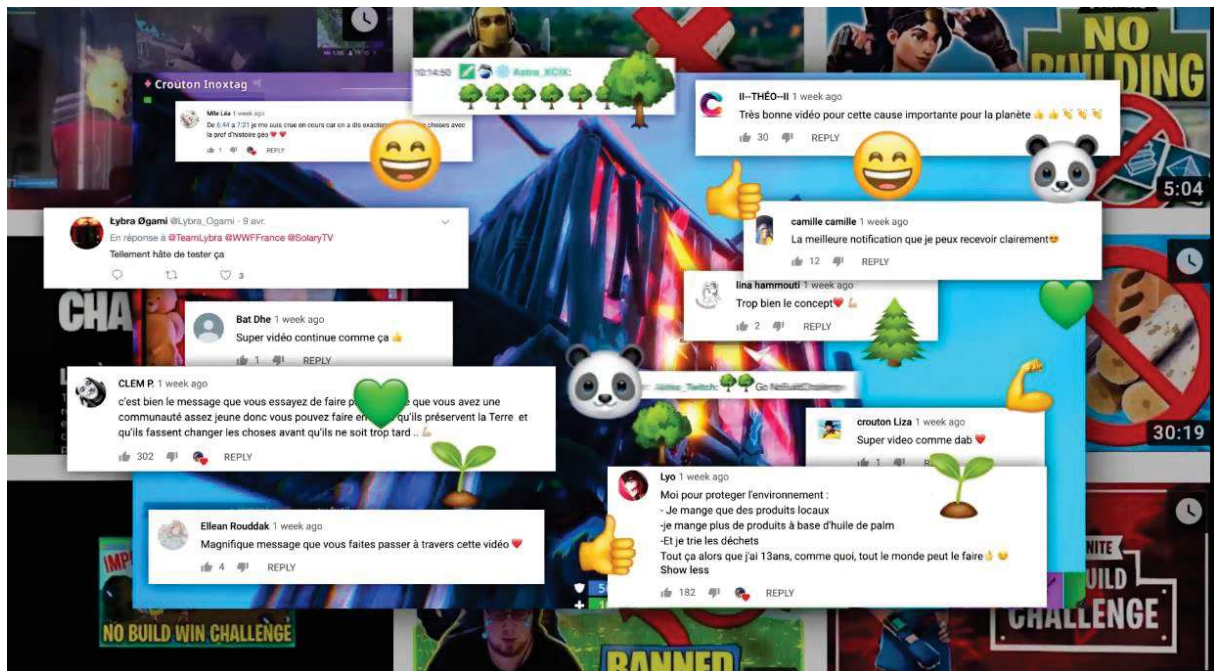 NO
BUILDING
5:04
Crouton Inoxtag
10:14:50 Astro_KCIK:
Mlle Léa 1 week ago
De 6:44 a 7:21 je me suis crue en cours car on a dis exactement choses avec
la prof d'histoire géo ❤️ ❤️
1 REPLY
II--THÉO--II 1 week ago
Très bonne vidéo pour cette cause importante pour la planète 👍 👍 👏 👏 👏
30 REPLY
Łybra Øgami @Lybra_Ogami · 9 avr.
En réponse à @TeamLybra @WWFFrance @SolaryTV
Tellement hâte de tester ça
3
camille camille 1 week ago
La meilleure notification que je peux recevoir clairement😍
12 REPLY
lina hammouti 1 week ago
Trop bien le concept❤️ 💪
2 REPLY
CHA
Bat Dhe 1 week ago
Super vidéo continue comme ça 👍
1 REPLY
CLEM P. 1 week ago
c'est bien le message que vous essayez de faire que vous avez une
communauté assez jeune donc vous pouvez faire qu'ils préservent la Terre et
qu'ils fassent changer les choses avant qu'ils ne soit trop tard .. 💪
302 REPLY
_Twitch: 🌳🌳 Go NoBuildChallenge
crouton Liza 1 week ago
Super video comme dab ❤️
1
30:19
Lyo 1 week ago
Moi pour proteger l'environnement :
- Je mange que des produits locaux
-je mange plus de produits à base d'huile de palm
-Et je trie les déchets
Tout ça alors que j'ai 13ans, comme quoi, tout le monde peut le faire👌 😉
Show less
182 REPLY
Ellean Rouddak 1 week ago
Magnifique message que vous faites passer à travers cette vidéo ❤️
4 REPLY
NO BUILD WIN CHALLENGE
BANNED
CHALLENGE